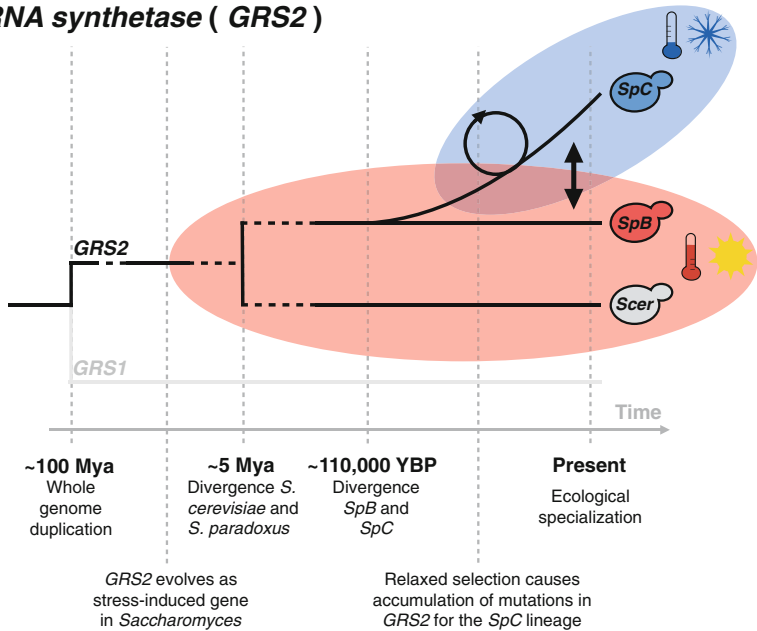 RNA synthetase ( GRS2 )
SpC
GRS2
SpB
Scer
GRS1
Time
~100 Mya
Whole
genome
duplication
~5 Mya
Divergence S.
cerevisiae and
S. paradoxus
~110,000 YBP
Divergence
SpB and
SpC
Present
Ecological
specialization
GRS2 evolves as
stress-induced gene
in Saccharomyces
Relaxed selection causes
accumulation of mutations in
GRS2 for the SpC lineage